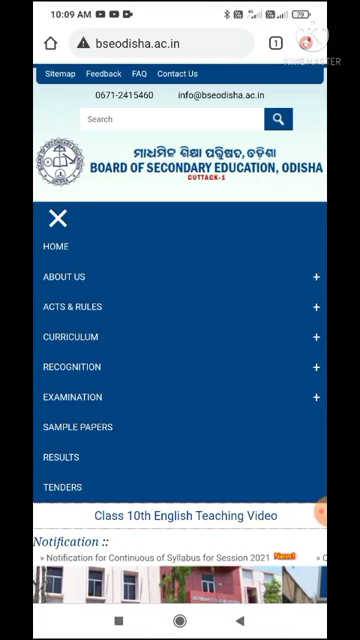 10:09 AM
79
bseodisha.ac.in
1
Sitemap Feedback FAQ Contact Us
0671-2415460 info@bseodisha.ac.in
Search
ମାଧ୍ୟମିକ ଶିକ୍ଷା ପରିଷଦ, ଓଡ଼ିଶା
BOARD OF SECONDARY EDUCATION, ODISHA
CUTTACK-1
HOME
ABOUT US +
ACTS & RULES +
CURRICULUM +
RECOGNITION +
EXAMINATION +
SAMPLE PAPERS
RESULTS
TENDERS
Class 10th English Teaching Video
Notification ::
» Notification for Continuous of Syllabus for Session 2021 New!